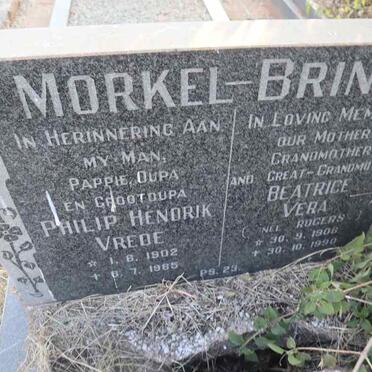 MORKEL-BRIN
IN HERINNERING AAN
MY MAN,
PAPPIE, OUPA
EN GROOTOUPA
PHILIP HENDRIK
VREDE
* 1. 6. 1902
+ 6. 7. 1965
PS. 23
IN LOVING MEM
OUR MOTHER
GRANDMOTHER
AND GREAT-GRANDMO
BEATRICE
VERA
(NEE ROGERS
* 30. 9. 1906
+ 30. 10. 1990